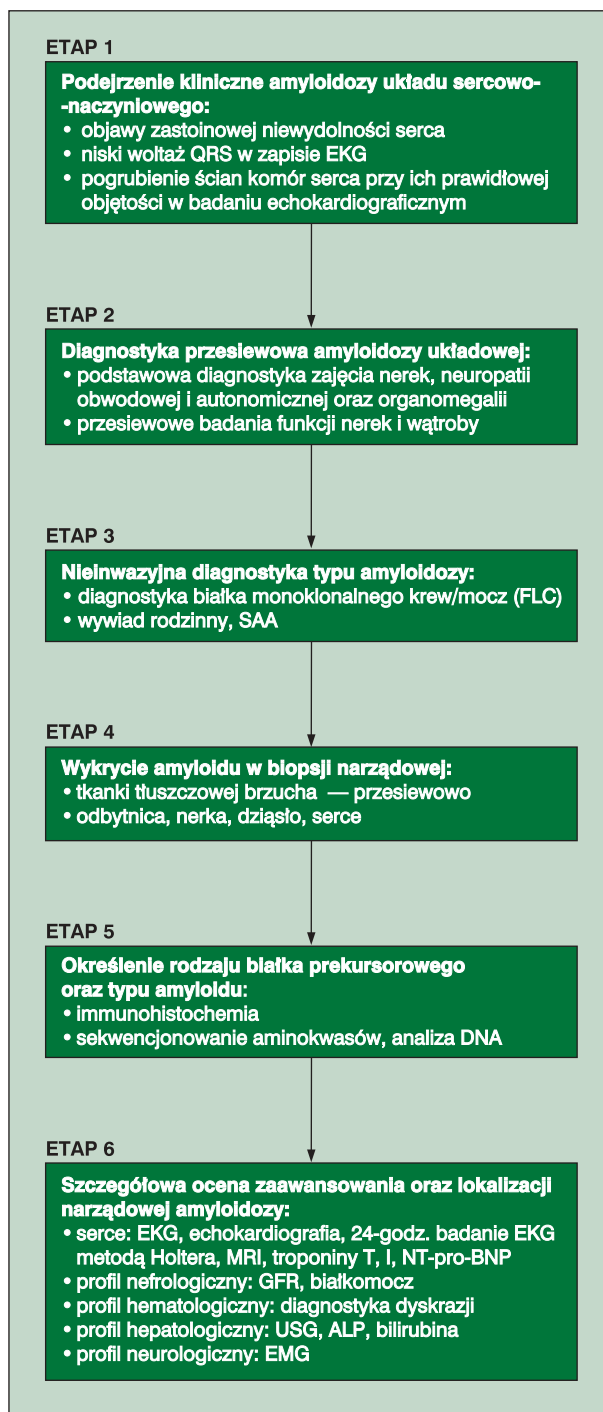 ETAP 1
Podejrzenie kliniczne amyloidozy układu sercowo-
-naczyniowego:
• objawy zastoinowej niewydolności serca
• niski woltaż QRS w zapisie EKG
• pogrubienie ścian komór serca przy ich prawidłowej
objętości w badaniu echokardiograficznym
ETAP 2
Diagnostyka przesiewowa amyloidozy układowej:
• podstawowa diagnostyka zajęcia nerek, neuropatii
obwodowej i autonomicznej oraz organomegalii
• przesiewowe badania funkcji nerek i wątroby
ETAP 3
Nieinwazyjna diagnostyka typu amyloidozy:
• diagnostyka białka monoklonalnego krew/mocz (FLC)
• wywiad rodzinny, SAA
ETAP 4
Wykrycie amyloidu w biopsji narządowej:
• tkanki tłuszczowej brzucha — przesiewowo
• odbytnica, nerka, dziąsło, serce
ETAP 5
Określenie rodzaju białka prekursorowego
oraz typu amyloidu:
• immunohistochemia
• sekwencjonowanie aminokwasów, analiza DNA
ETAP 6
Szczegółowa ocena zaawansowania oraz lokalizacji
narządowej amyloidozy:
• serce: EKG, echokardiografia, 24-godz. badanie EKG
metodą Holtera, MRI, troponiny T, I, NT-pro-BNP
• profil nefrologiczny: GFR, białkomocz
• profil hematologiczny: diagnostyka dyskrazji
• profil hepatologiczny: USG, ALP, bilirubina
• profil neurologiczny: EMG